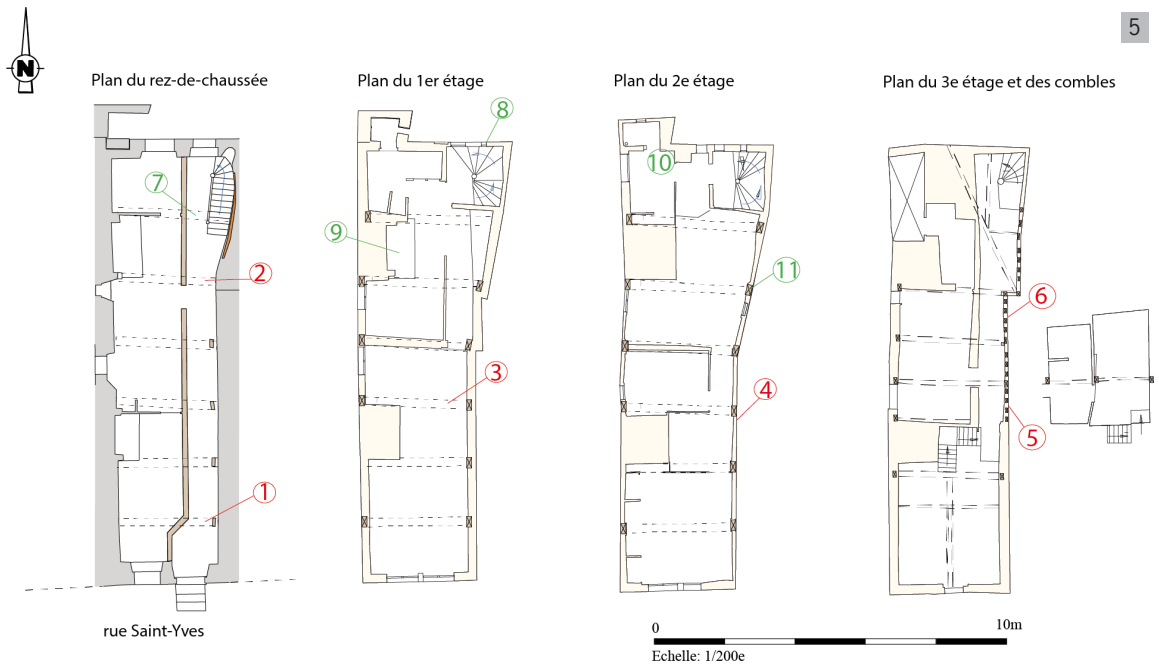 5
N
Plan du rez-de-chaussée
Plan du 1er étage
Plan du 2e étage
Plan du 3e étage et des combles
8
10
7
9
11
2
6
3
4
5
1
rue Saint-Yves
0
10m
Echelle: 1/200e